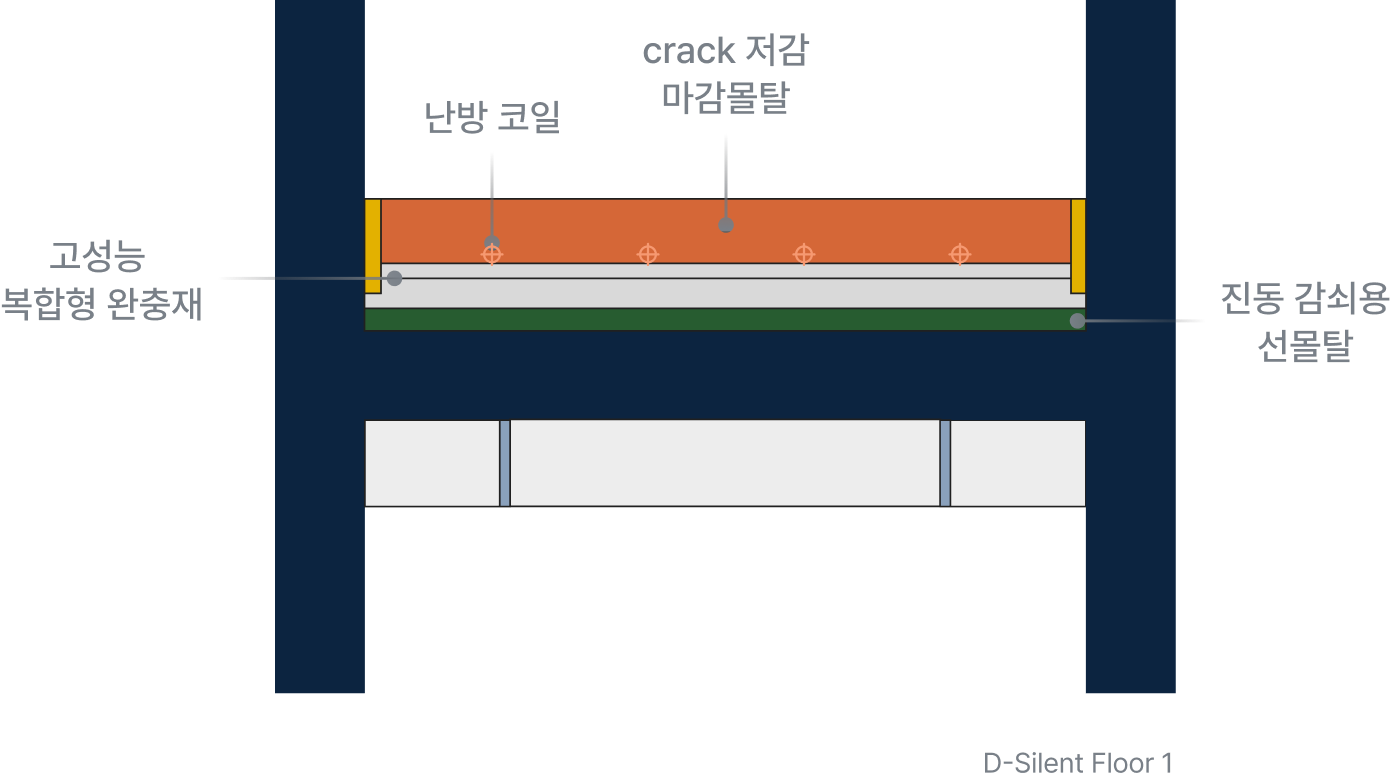 crack 저감
마감몰탈
난방 코일
고성능
복합형 완충재
진동 감쇠용
선몰탈
D-Silent Floor 1